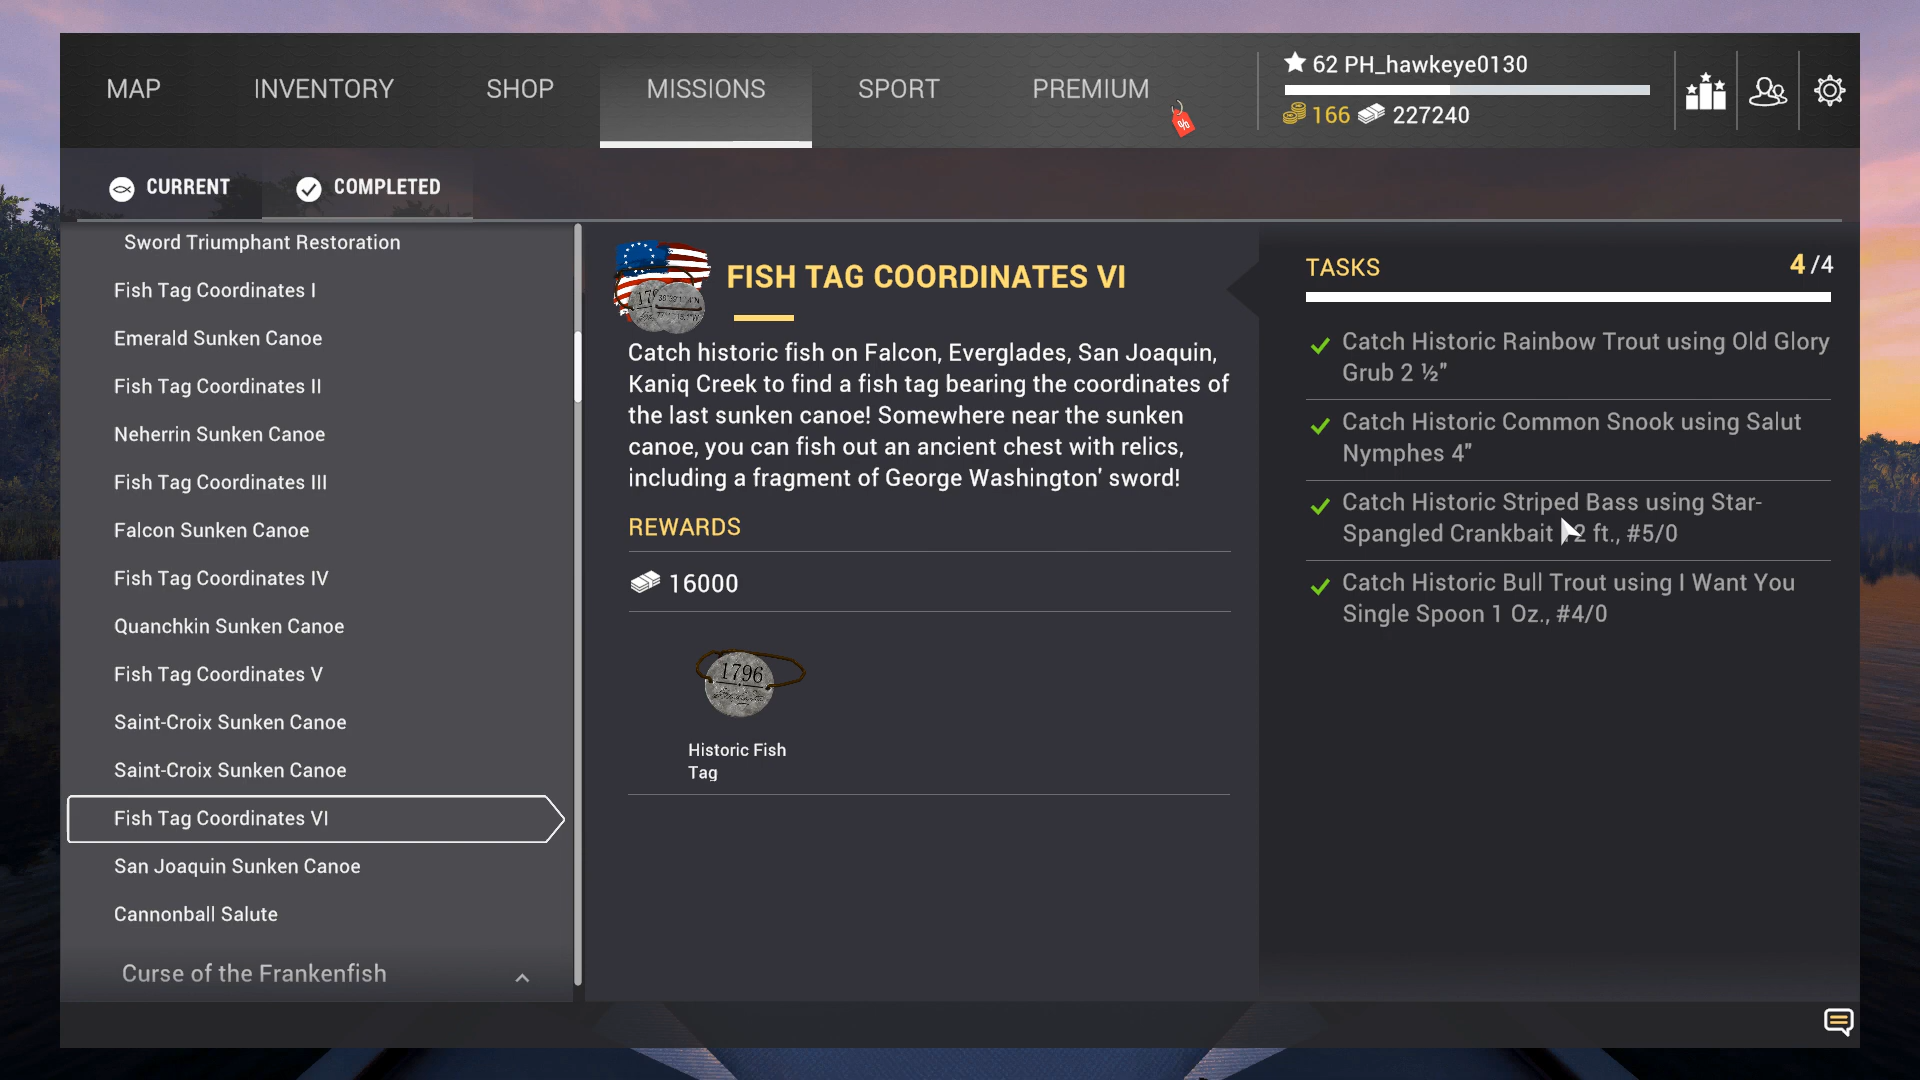 MAP
INVENTORY
SHOP
MISSIONS
SPORT
PREMIUM
%
62 PH_hawkeye0130
166 227240
CURRENT
COMPLETED
Sword Triumphant Restoration
Fish Tag Coordinates I
Emerald Sunken Canoe
Fish Tag Coordinates II
Neherrin Sunken Canoe
Fish Tag Coordinates III
Falcon Sunken Canoe
Fish Tag Coordinates IV
Quanchkin Sunken Canoe
Fish Tag Coordinates V
Saint-Croix Sunken Canoe
Saint-Croix Sunken Canoe
Fish Tag Coordinates VI
San Joaquin Sunken Canoe
Cannonball Salute
Curse of the Frankenfish
FISH TAG COORDINATES VI
Catch historic fish on Falcon, Everglades, San Joaquin,
Kaniq Creek to find a fish tag bearing the coordinates of
the last sunken canoe! Somewhere near the sunken
canoe, you can fish out an ancient chest with relics,
including a fragment of George Washington' sword!
REWARDS
16000
1796
Historic Fish
Tag
TASKS
4/4
Catch Historic Rainbow Trout using Old Glory
Grub 2 ½"
Catch Historic Common Snook using Salut
Nymphes 4"
Catch Historic Striped Bass using Star-
Spangled Crankbait 2 ft., #5/0
Catch Historic Bull Trout using I Want You
Single Spoon 1 Oz., #4/0